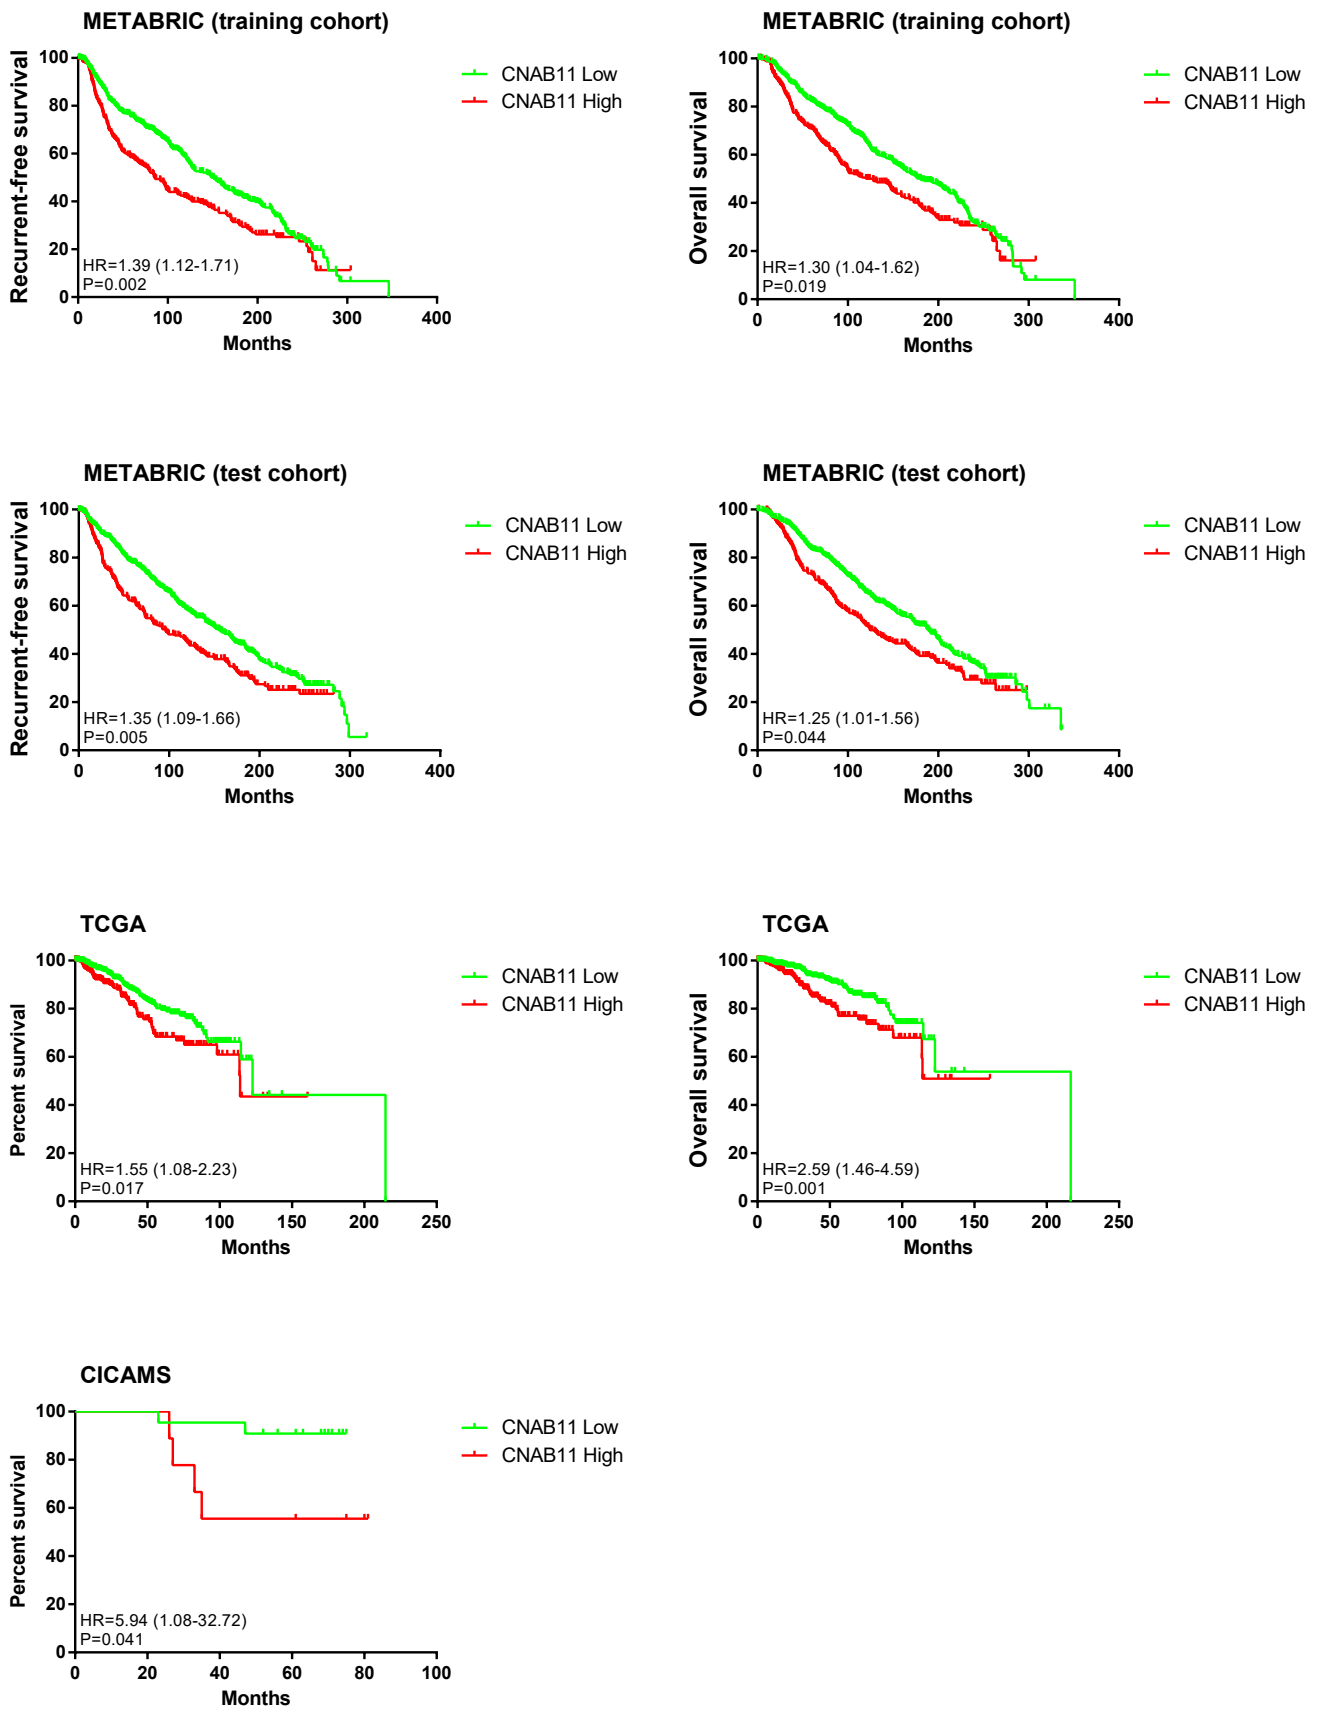 METABRIC (training cohort)
Recurrent-free survival
100
80
60
40
20
0
HR=1.39 (1.12-1.71)
P=0.002
0 100 200 300 400
Months
CNAB11 Low
CNAB11 High
METABRIC (training cohort)
Overall survival
100
80
60
40
20
0
HR=1.30 (1.04-1.62)
P=0.019
0 100 200 300 400
Months
CNAB11 Low
CNAB11 High
METABRIC (test cohort)
Recurrent-free survival
100
80
60
40
20
0
HR=1.35 (1.09-1.66)
P=0.005
0 100 200 300 400
Months
CNAB11 Low
CNAB11 High
METABRIC (test cohort)
Overall survival
100
80
60
40
20
0
HR=1.25 (1.01-1.56)
P=0.044
0 100 200 300 400
Months
CNAB11 Low
CNAB11 High
TCGA
Percent survival
100
80
60
40
20
0
HR=1.55 (1.08-2.23)
P=0.017
0 50 100 150 200 250
Months
CNAB11 Low
CNAB11 High
TCGA
Overall survival
100
80
60
40
20
0
HR=2.59 (1.46-4.59)
P=0.001
0 50 100 150 200 250
Months
CNAB11 Low
CNAB11 High
CICAMS
Percent survival
100
80
60
40
20
0
HR=5.94 (1.08-32.72)
P=0.041
0 20 40 60 80 100
Months
CNAB11 Low
CNAB11 High